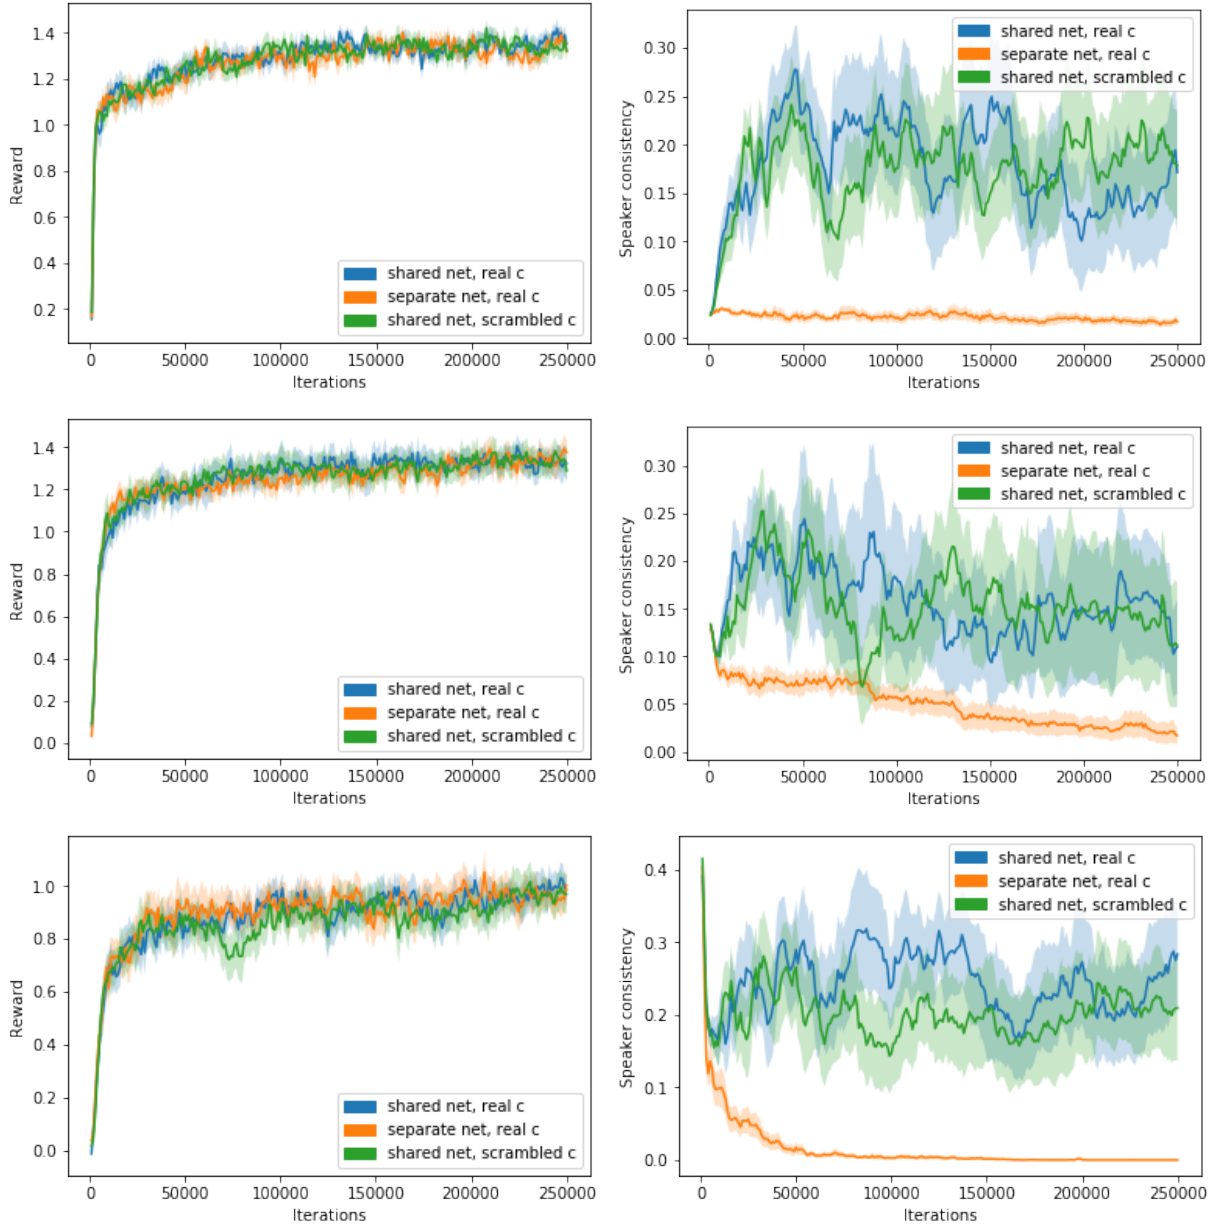 1.4
1.2
1.0
0.8
0.6
0.4
0.2
Reward
shared net, real c
separate net, real c
shared net, scrambled c
0 50000 100000 150000 200000 250000
Iterations
0.30
0.25
0.20
0.15
0.10
0.05
0.00
Speaker consistency
shared net, real c
separate net, real c
shared net, scrambled c
0 50000 100000 150000 200000 250000
Iterations
1.4
1.2
1.0
0.8
0.6
0.4
0.2
0.0
Reward
shared net, real c
separate net, real c
shared net, scrambled c
0 50000 100000 150000 200000 250000
Iterations
0.30
0.25
0.20
0.15
0.10
0.05
0.00
Speaker consistency
shared net, real c
separate net, real c
shared net, scrambled c
0 50000 100000 150000 200000 250000
Iterations
1.0
0.8
0.6
0.4
0.2
0.0
Reward
shared net, real c
separate net, real c
shared net, scrambled c
0 50000 100000 150000 200000 250000
Iterations
0.4
0.3
0.2
0.1
0.0
Speaker consistency
shared net, real c
separate net, real c
shared net, scrambled c
0 50000 100000 150000 200000 250000
Iterations